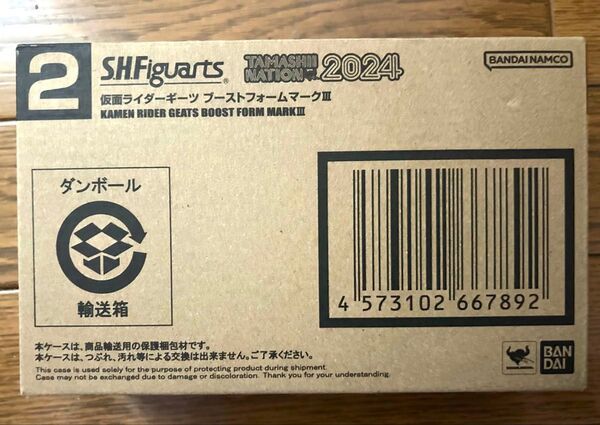 2
S.H.Figuarts®
TAMASHII
NATION 2024
BANDAI NAMCO
仮面ライダーギーツ ブーストフォームマークⅢ
KAMEN RIDER GEATS BOOST FORM MARKⅢ
ダンボール
輸送箱
4 573102 667892
本ケースは、商品輸送用の保護梱包材です。
本ケースは、つぶれ、汚れ等による交換は出来ません。ご了承ください。
This case is used solely for the purpose of protecting product during shipment.
Case may not be exchanged due to damage or discoloration. Thank you for your understanding.
BAN
DAI